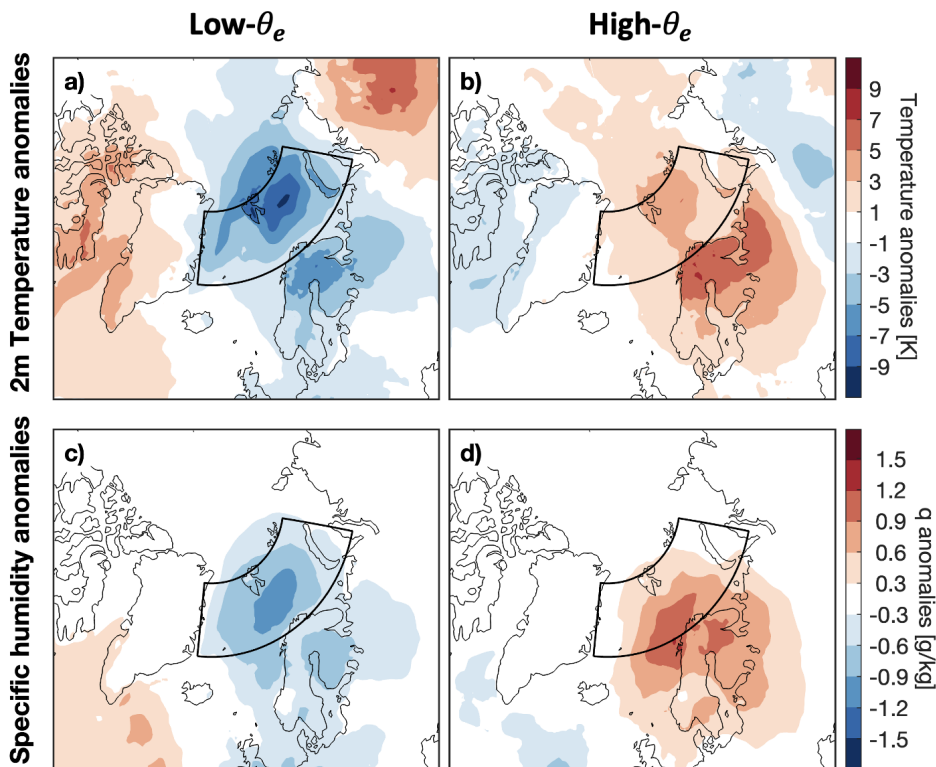 Low-θe
High-θe
2m Temperature anomalies
a)
b)
9
7
5
3
1
-1
-3
-5
-7
-9
Temperature anomalies [K]
Specific humidity anomalies
c)
d)
1.5
1.2
0.9
0.6
0.3
-0.3
-0.6
-0.9
-1.2
-1.5
q anomalies [g/kg]